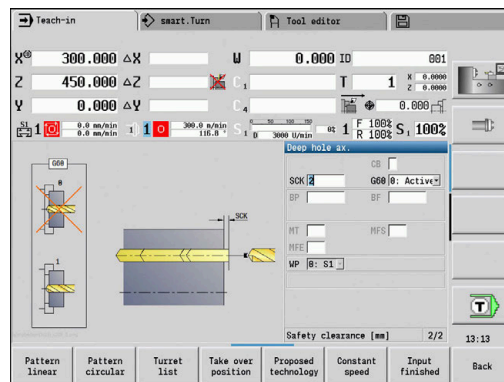 Teach-in smart.Turn Tool editor
X 300.000 ΔX W 0.000 ID 001
Z 450.000 ΔZ C1 T 1 X 0.0000 Z 0.0000
Y 0.000 ΔY C4 0.000
S1 1 0.0 mm/min 0.0 mm/min 1 1 300.0 m/min 116.8 ° S1 50 100 150 D 3000 U/min 0% 1 F 100% R 100% S1 100%
Deep hole ax.
CB
SCK 2 G60 0: Active
BP BF
MT MFS
MFE
WP 0: S1
Safety clearance [mm] 2/2
G60
0
1
SCK
T
13:13
Pattern linear
Pattern circular
Turret list
Take over position
Proposed technology
Constant speed
Input finished
Back